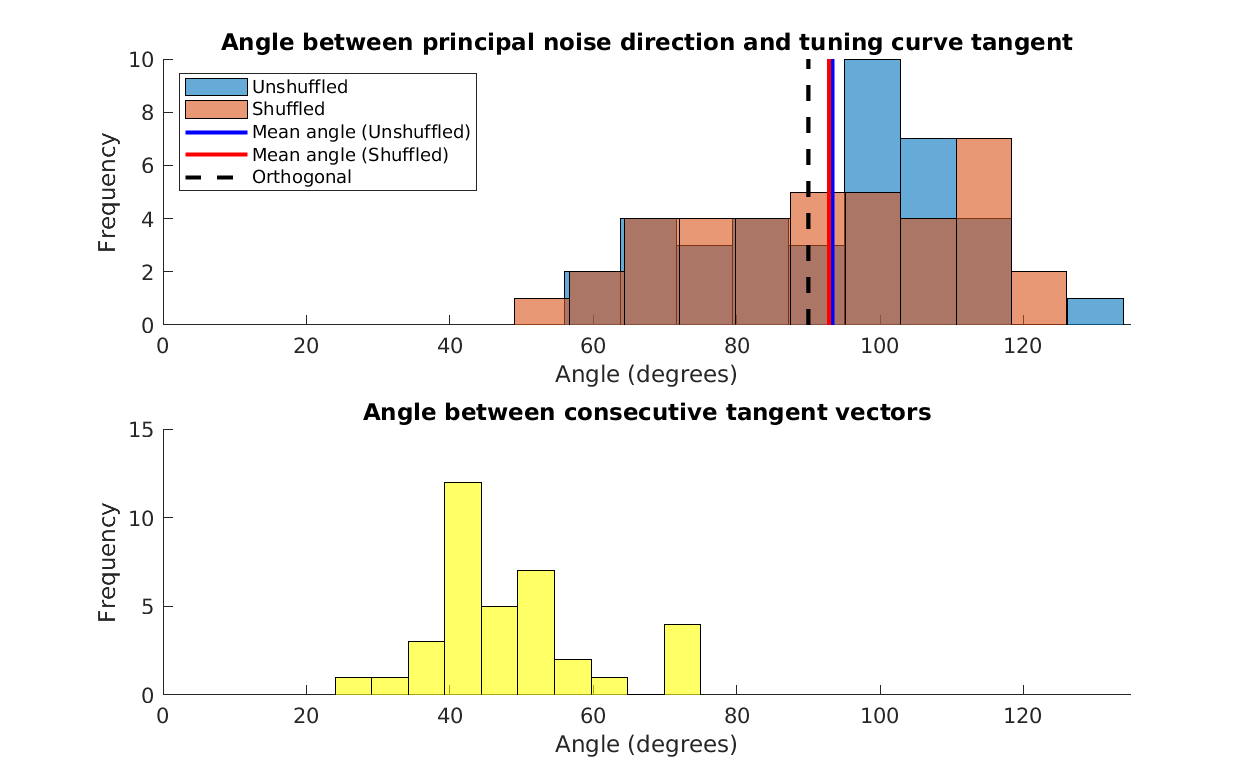 Angle between principal noise direction and tuning curve tangent
10
8
6
4
2
0
Frequency
Unshuffled
Shuffled
Mean angle (Unshuffled)
Mean angle (Shuffled)
Orthogonal
0 20 40 60 80 100 120
Angle (degrees)
Angle between consecutive tangent vectors
15
10
5
0
Frequency
0 20 40 60 80 100 120
Angle (degrees)